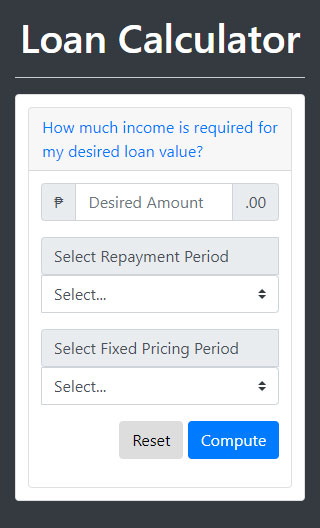 Loan Calculator
How much income is required for
my desired loan value?
₱ Desired Amount .00
Select Repayment Period
Select...
Select Fixed Pricing Period
Select...
Reset Compute